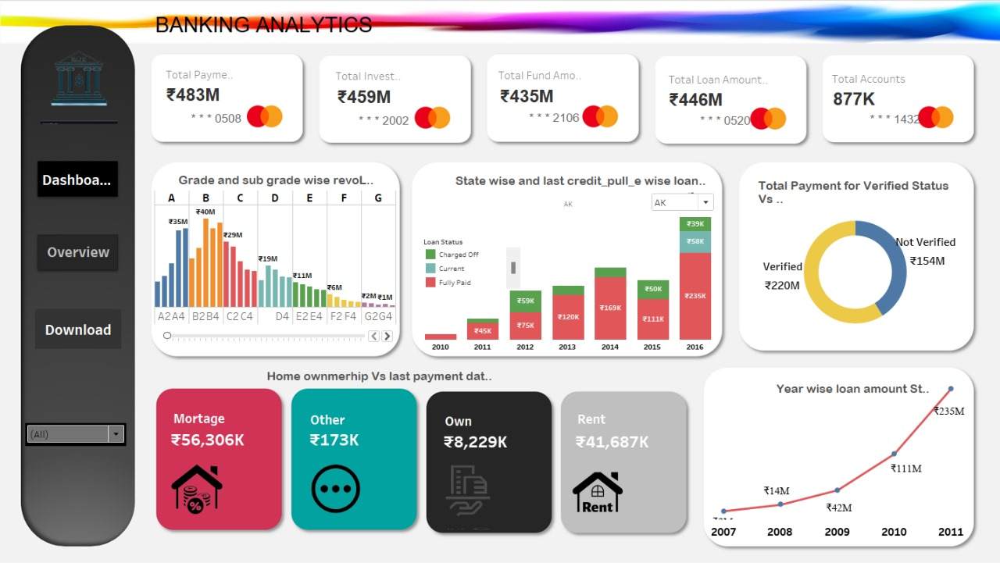 BANKING ANALYTICS
Total Payme..
₹483M
* * * 0508
Total Invest..
₹459M
* * * 2002
Total Fund Amo..
₹435M
* * * 2106
Total Loan Amount..
₹446M
* * * 0520
Total Accounts
877K
* * * 1432
Dashboa...
Overview
Download
(All)
Grade and sub grade wise revoL..
A B C D E F G
₹35M
₹40M
₹29M
₹19M
₹11M
₹6M
₹2M ₹1M
A2 A4 B2 B4 C2 C4 D4 E2 E4 F2 F4 G2 G4
State wise and last credit_pull_e wise loan..
AK
AK
Loan Status
Charged Off
Current
Fully Paid
₹45K
₹59K
₹75K
₹120K
₹169K
₹50K
₹111K
₹39K
₹58K
₹235K
2010 2011 2012 2013 2014 2015 2016
Total Payment for Verified Status
Vs ..
Not Verified
₹154M
Verified
₹220M
Home ownmerhip Vs last payment dat..
Mortage
₹56,306K
Other
₹173K
Own
₹8,229K
Rent
₹41,687K
Rent
Year wise loan amount St..
₹14M
₹42M
₹111M
₹235M
2007 2008 2009 2010 2011